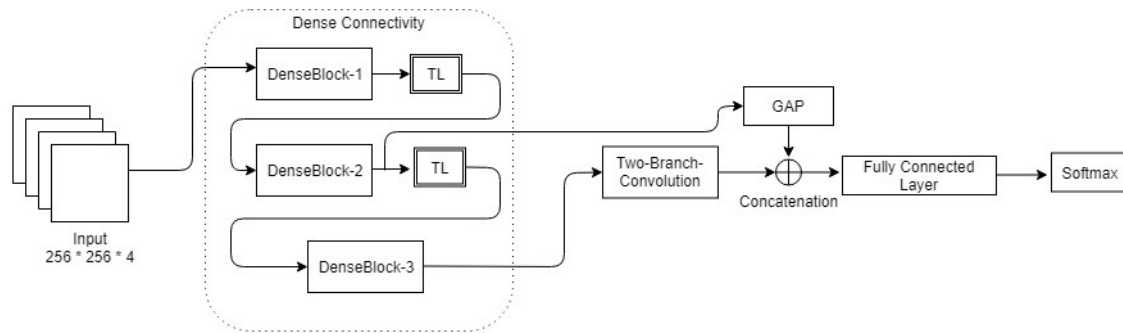 Dense Connectivity
DenseBlock-1
TL
GAP
DenseBlock-2
TL
Two-Branch-
Convolution
Concatenation
Fully Connected
Layer
Softmax
Input
256 * 256 * 4
DenseBlock-3